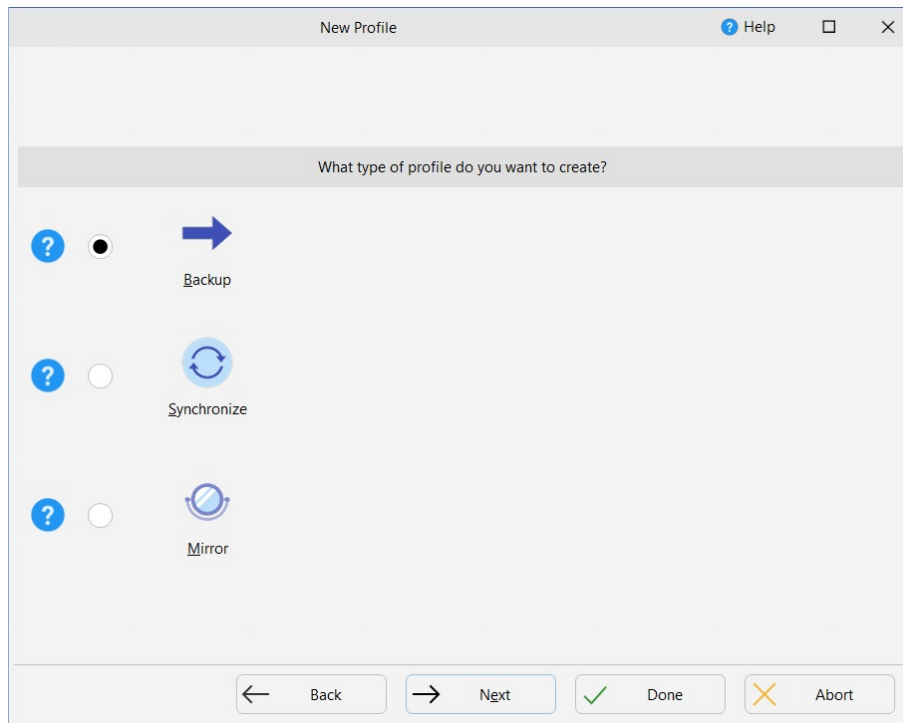 New Profile
? Help
What type of profile do you want to create?
?
Backup
?
Synchronize
?
Mirror
Back
Next
Done
Abort